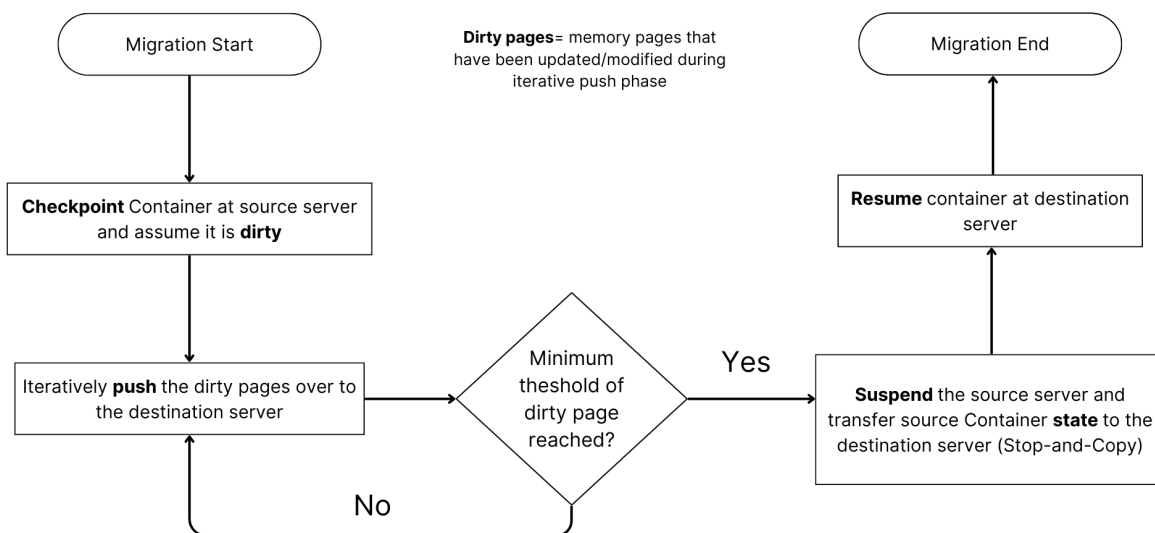 Migration Start
Dirty pages= memory pages that
have been updated/modified during
iterative push phase
Migration End
Checkpoint Container at source server
and assume it is dirty
Resume container at destination
server
Iteratively push the dirty pages over to
the destination server
Minimum
theshold of
dirty page
reached?
Yes
Suspend the source server and
transfer source Container state to the
destination server (Stop-and-Copy)
No